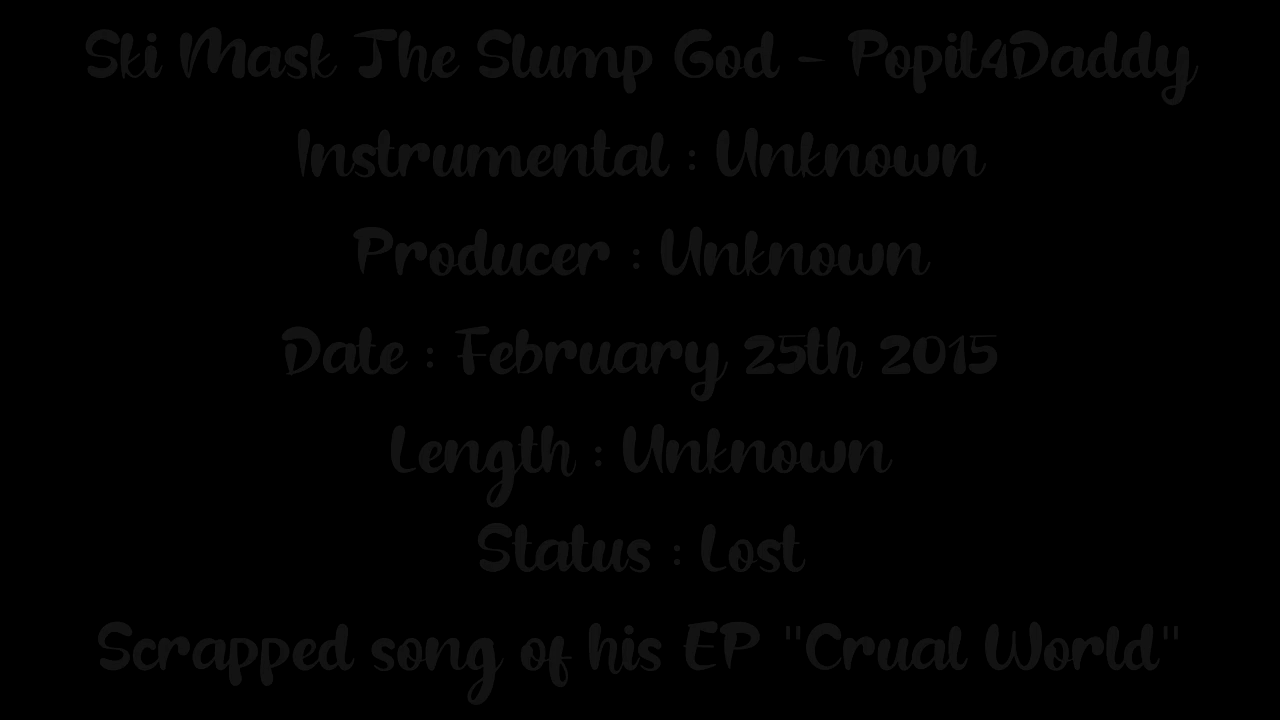 Ski Mask The Slump God - Popit4Daddy
Instrumental : Unknown
Producer : Unknown
Date : February 25th 2015
Length : Unknown
Status : Lost
Scrapped song of his EP "Crual World"